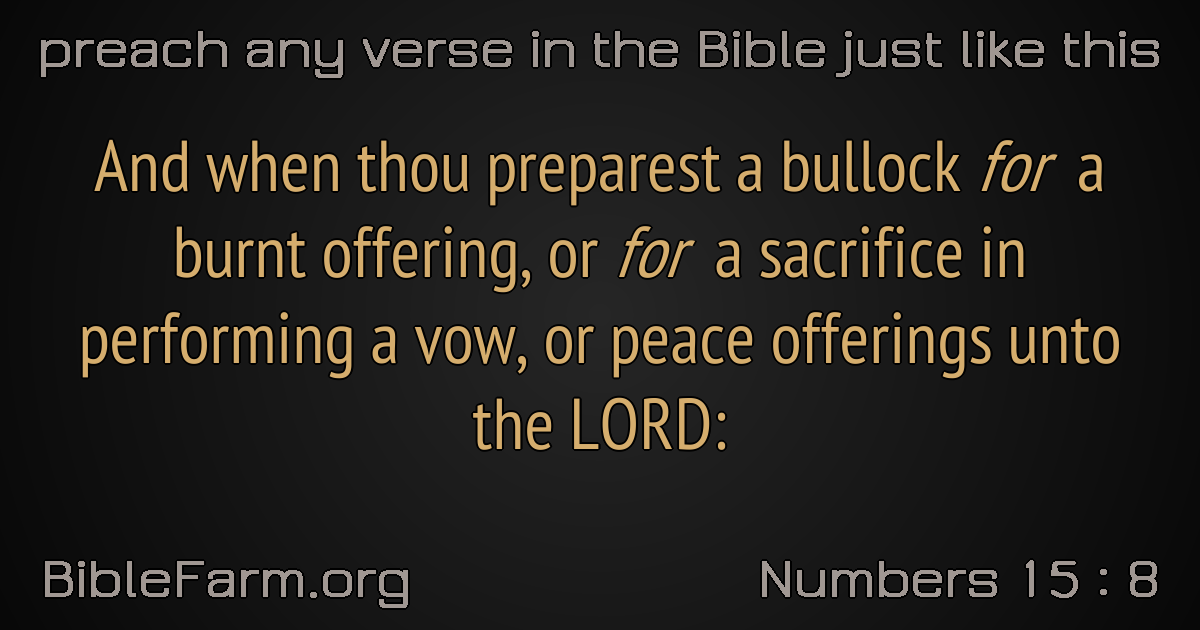 preach any verse in the Bible just like this
And when thou preparest a bullock for a
burnt offering, or for a sacrifice in
performing a vow, or peace offerings unto
the LORD:
BibleFarm.org
Numbers 15 : 8